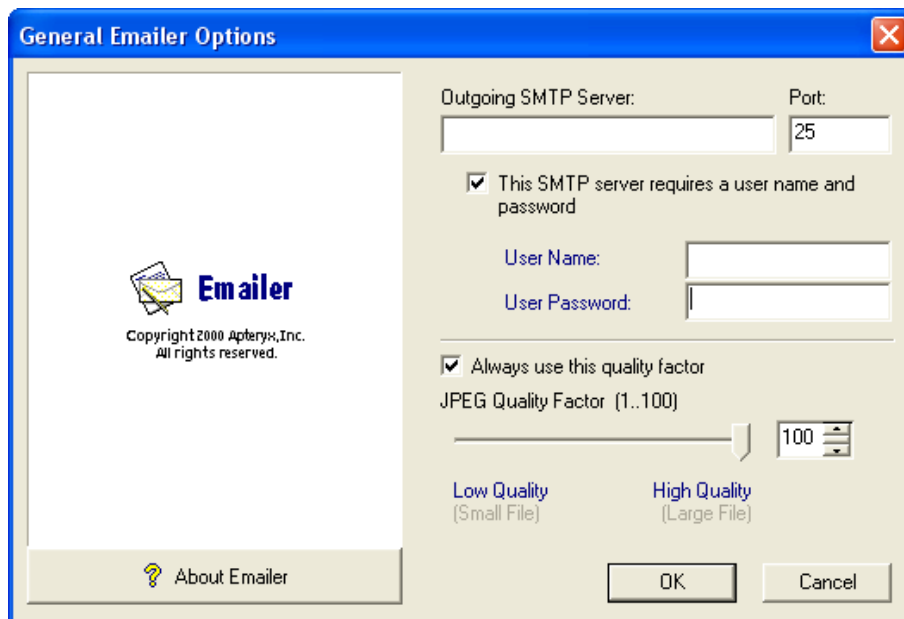 General Emailer Options
Outgoing SMTP Server: Port:
25
This SMTP server requires a user name and
password
User Name:
User Password:
Emailer
Copyright 2000 Apteryx,Inc.
All rights reserved.
Always use this quality factor
JPEG Quality Factor (1..100)
100
Low Quality High Quality
(Small File) (Large File)
? About Emailer
OK Cancel